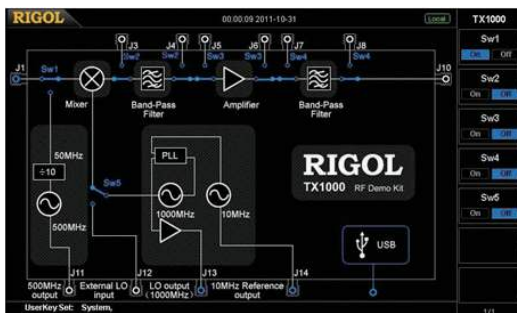 RIGOL
00:00:09 2011-10-31
Local
TX1000
Sw1
On Off
Sw2
On Off
Sw3
On Off
Sw4
On Off
Sw5
On Off
J3 J4 J5 J6 J7 J8
J1 Sw1 Sw2 Sw2 Sw3 Sw3 Sw4 Sw4 J10
Mixer
Band-Pass
Filter
Amplifier
Band-Pass
Filter
50MHz
÷10
500MHz
Sw5
PLL
1000MHz
10MHz
RIGOL
TX1000 RF Demo Kit
USB
J11 J12 J13 J14
500MHz
output
External LO
input
LO output
(1000MHz)
10MHz Reference
output
UserKey Set: System,
1/1